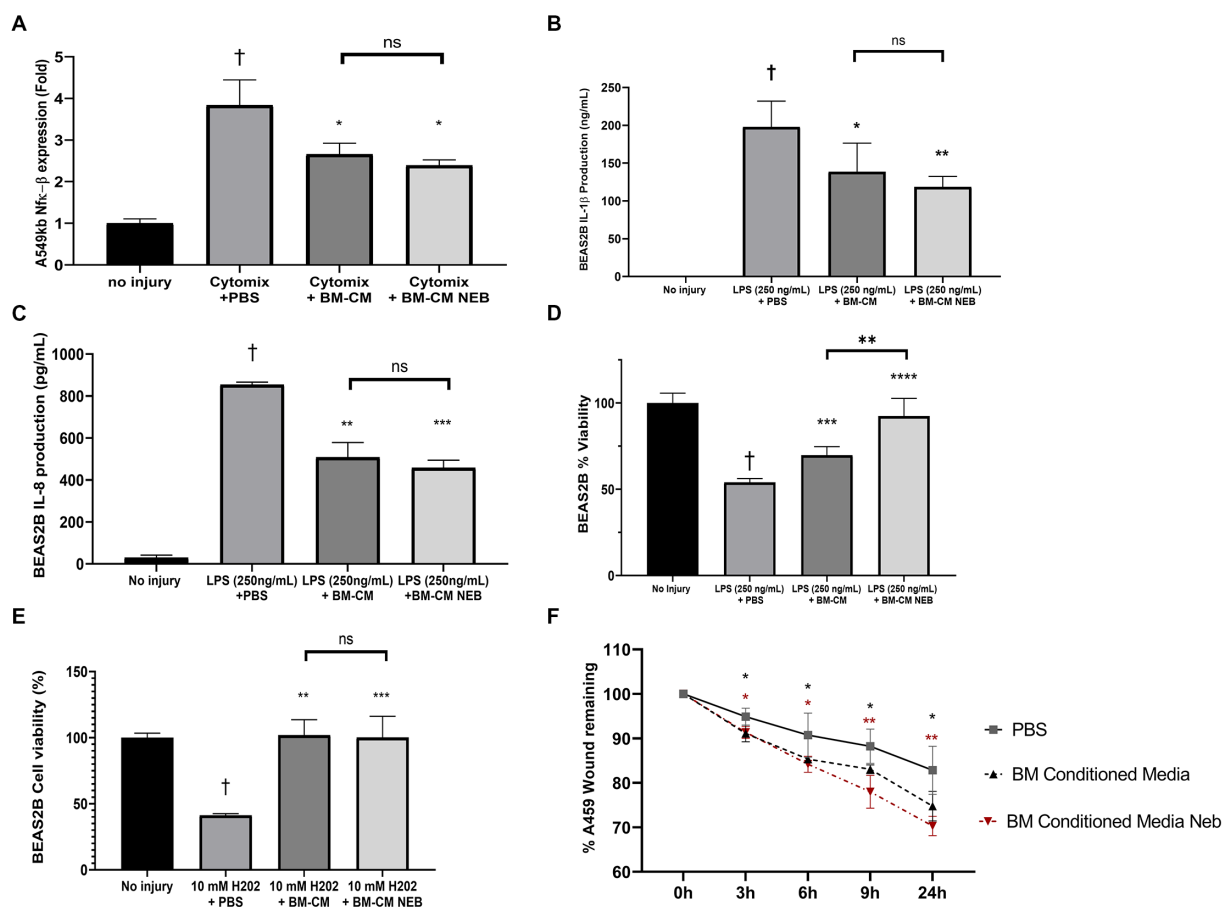 A
A549kb Nfκ−β expression (Fold)
5
4
3
2
1
0
†
*
*
ns
no injury
Cytomix
+PBS
Cytomix
+ BM-CM
Cytomix
+ BM-CM NEB
B
BEAS2B IL-1β Production (ng/mL)
250
200
150
100
50
0
†
*
**
ns
No injury
LPS (250 ng/mL)
+ PBS
LPS (250 ng/mL)
+ BM-CM
LPS (250 ng/mL)
+ BM-CM NEB
C
BEAS2B IL-8 production (pg/mL)
1000
800
600
400
200
0
†
**
***
ns
No injury
LPS (250ng/mL)
+PBS
LPS (250ng/mL)
+ BM-CM
LPS (250ng/mL)
+BM-CM NEB
D
BEAS2B % Viability
100
50
0
†
***
****
**
No Injury
LPS (250 ng/mL)
+ PBS
LPS (250 ng/mL)
+ BM-CM
LPS (250 ng/mL)
+ BM-CM NEB
E
BEAS2B Cell viability (%)
150
100
50
0
†
**
***
ns
No injury
10 mM H202
+ PBS
10 mM H202
+ BM-CM
10 mM H202
+ BM-CM NEB
F
% A459 Wound remaining
110
100
90
80
70
60
* * * *
* * ** **
0h 3h 6h 9h 24h
PBS
BM Conditioned Media
BM Conditioned Media Neb